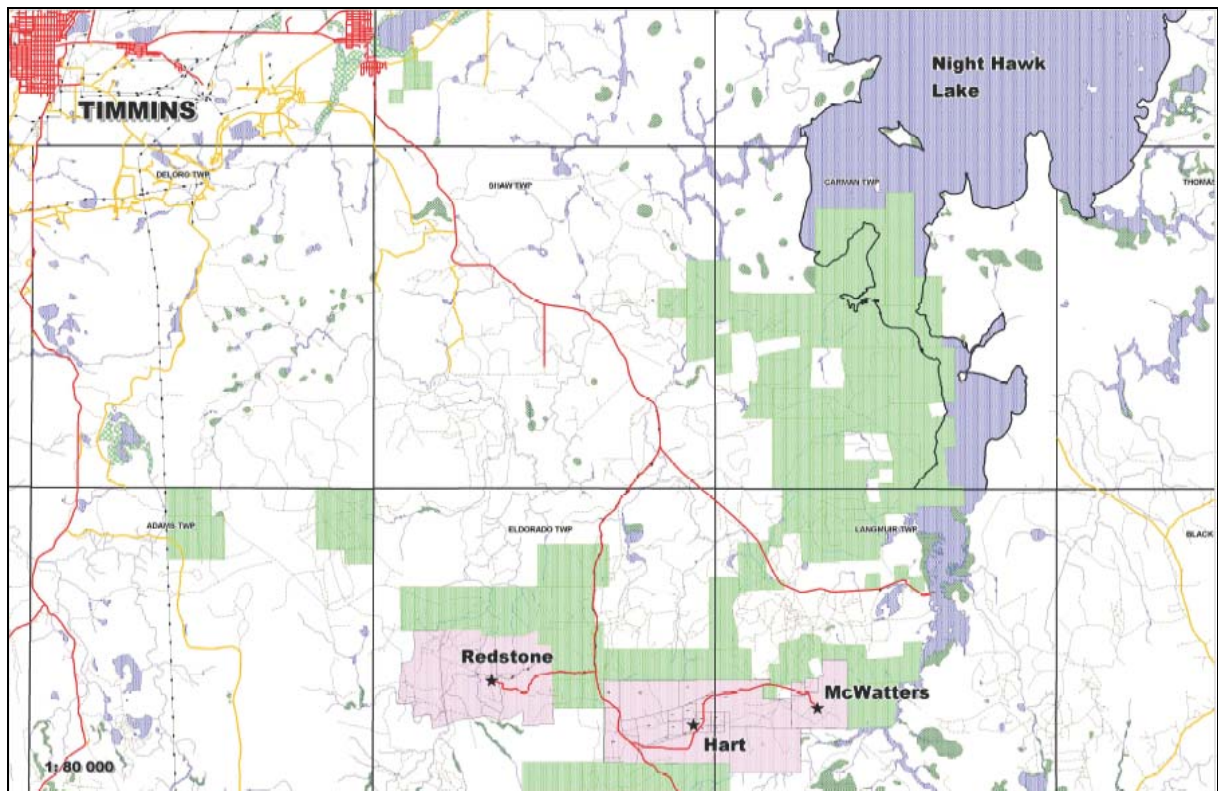 Night Hawk
Lake
TIMMINS
DELORO TWP
SHAW TWP
CARMAN TWP
THOMAS
ADAMS TWP
ELDORADO TWP
LANGMUIR TWP
BLACK
Redstone
McWatters
Hart
1: 80 000